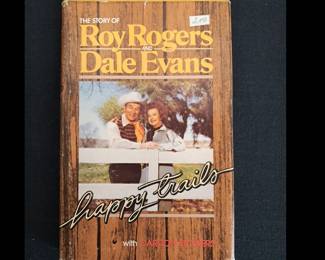 THE STORY OF
Roy Rogers
AND
Dale Evans
happy trails
with